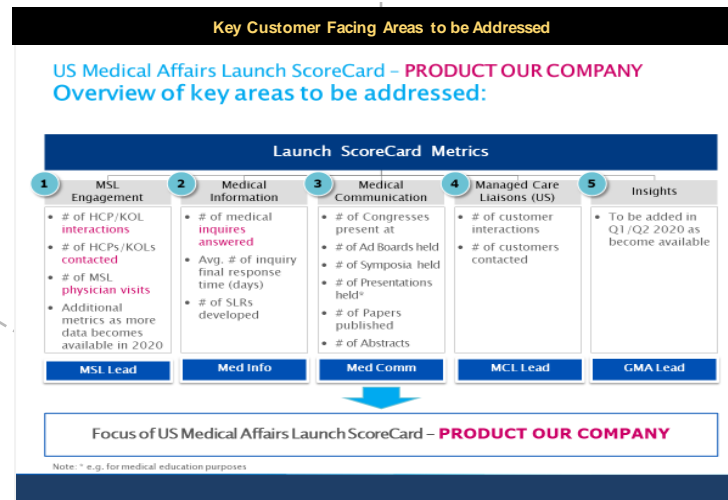 Key Customer Facing Areas to be Addressed
US Medical Affairs Launch ScoreCard – PRODUCT OUR COMPANY
Overview of key areas to be addressed:
Launch ScoreCard Metrics
1
MSL
Engagement
• # of HCP/KOL
interactions
• # of HCPs/KOLs
contacted
• # of MSL
physician visits
• Additional
metrics as more
data becomes
available in 2020
MSL Lead
2
Medical
Information
• # of medical
inquires
answered
• Avg. # of inquiry
final response
time (days)
• # of SLRs
developed
Med Info
3
Medical
Communication
• # of Congresses
present at
• # of Ad Boards held
• # of Symposia held
• # of Presentations
held*
• # of Papers
published
• # of Abstracts
Med Comm
4
Managed Care
Liaisons (US)
• # of customer
interactions
• # of customers
contacted
MCL Lead
5
Insights
• To be added in
Q1/Q2 2020 as
become available
GMA Lead
Focus of US Medical Affairs Launch ScoreCard – PRODUCT OUR COMPANY
Note: * e.g. for medical education purposes